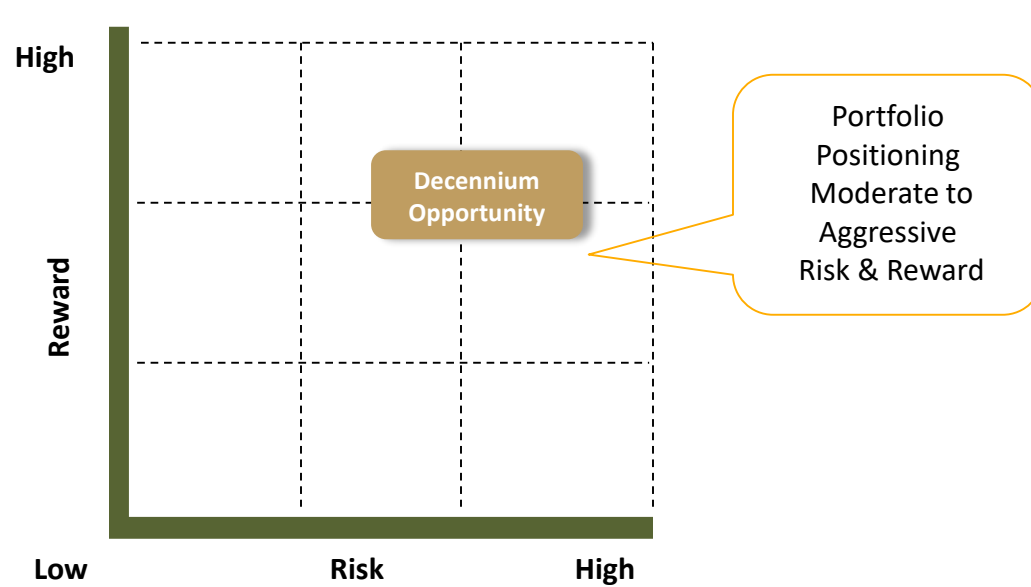 High
Decennium
Opportunity
Portfolio
Positioning
Moderate to
Aggressive
Risk & Reward
Reward
Low
Risk
High